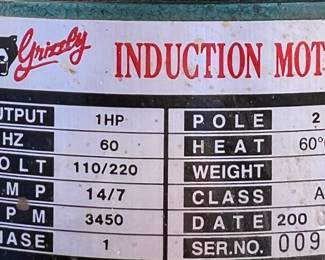 Grizzly INDUCTION MOT
UTPUT 1HP POLE 2
HZ 60 HEAT 60°
OLT 110/220 WEIGHT
MP 14/7 CLASS A
PM 3450 DATE 200
HASE 1 SER.NO. 009